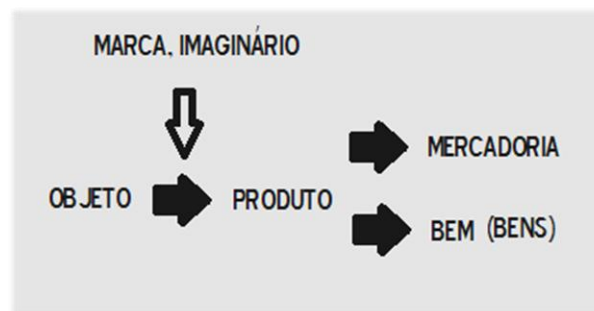 MARCA, IMAGINÁRIO
MERCADORIA
OBJETO PRODUTO
BEM (BENS)